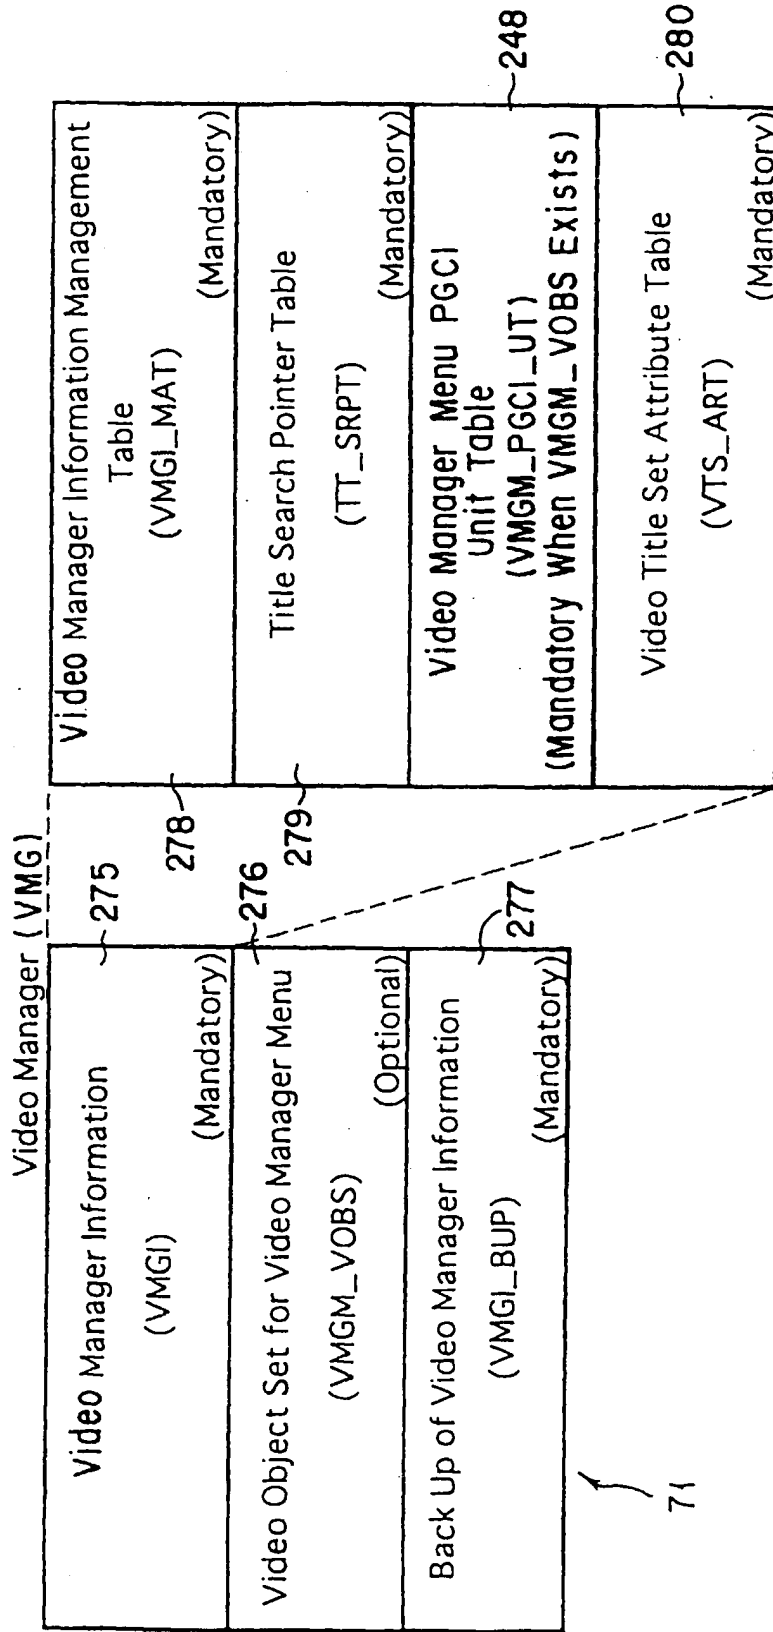 Video Manager (VMG)
Video Manager Information
(VMGI)
(Mandatory)
275
Video Object Set for Video Manager Menu
(VMGM_VOBS)
(Optional)
276
Back Up of Video Manager Information
(VMGI_BUP)
(Mandatory)
277
71
Video Manager Information Management
Table
(VMGI_MAT)
(Mandatory)
278
Title Search Pointer Table
(TT_SRPT)
(Mandatory)
279
Video Manager Menu PGCI
Unit Table
(VMGM_PGCI_UT)
(Mandatory When VMGM_VOBS Exists)
248
Video Title Set Attribute Table
(VTS_ART)
(Mandatory)
280